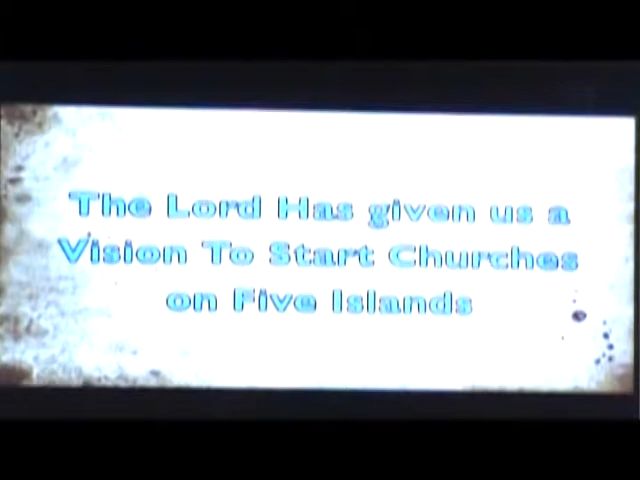 The Lord Has given us a
Vision To Start Churches
on Five Islands